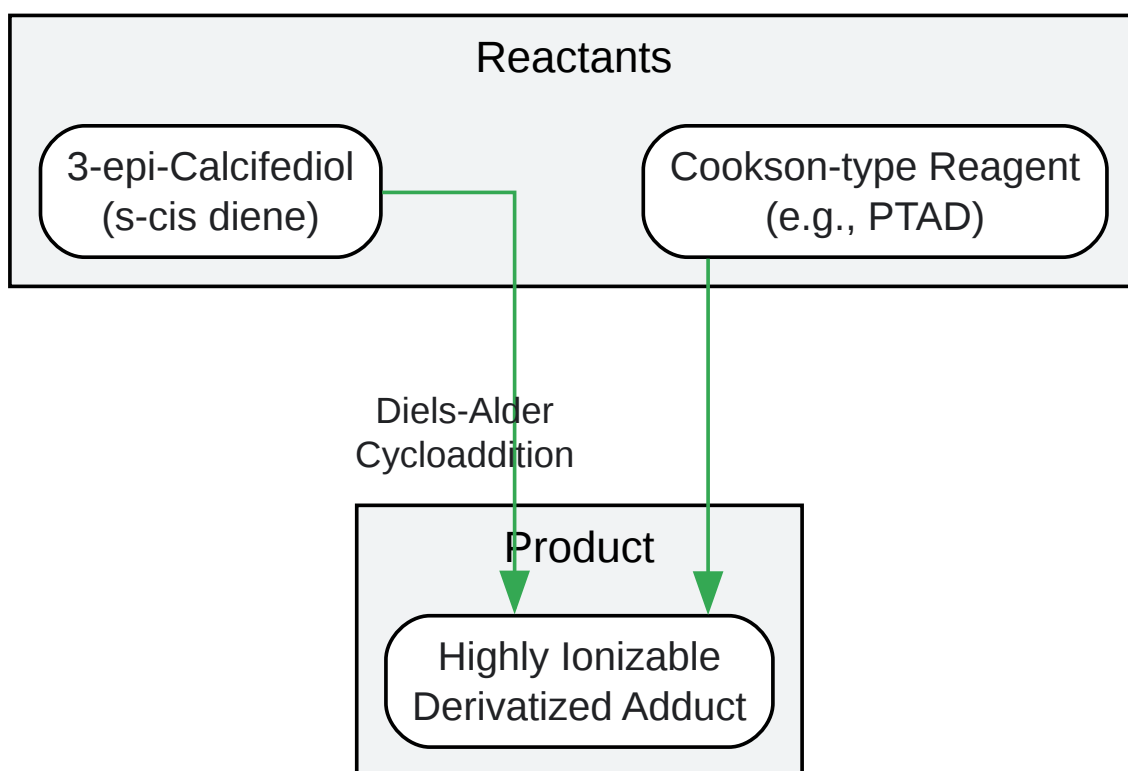 Reactants
3-epi-Calcifediol
(s-cis diene)
Cookson-type Reagent
(e.g., PTAD)
Diels-Alder
Cycloaddition
Product
Highly Ionizable
Derivatized Adduct